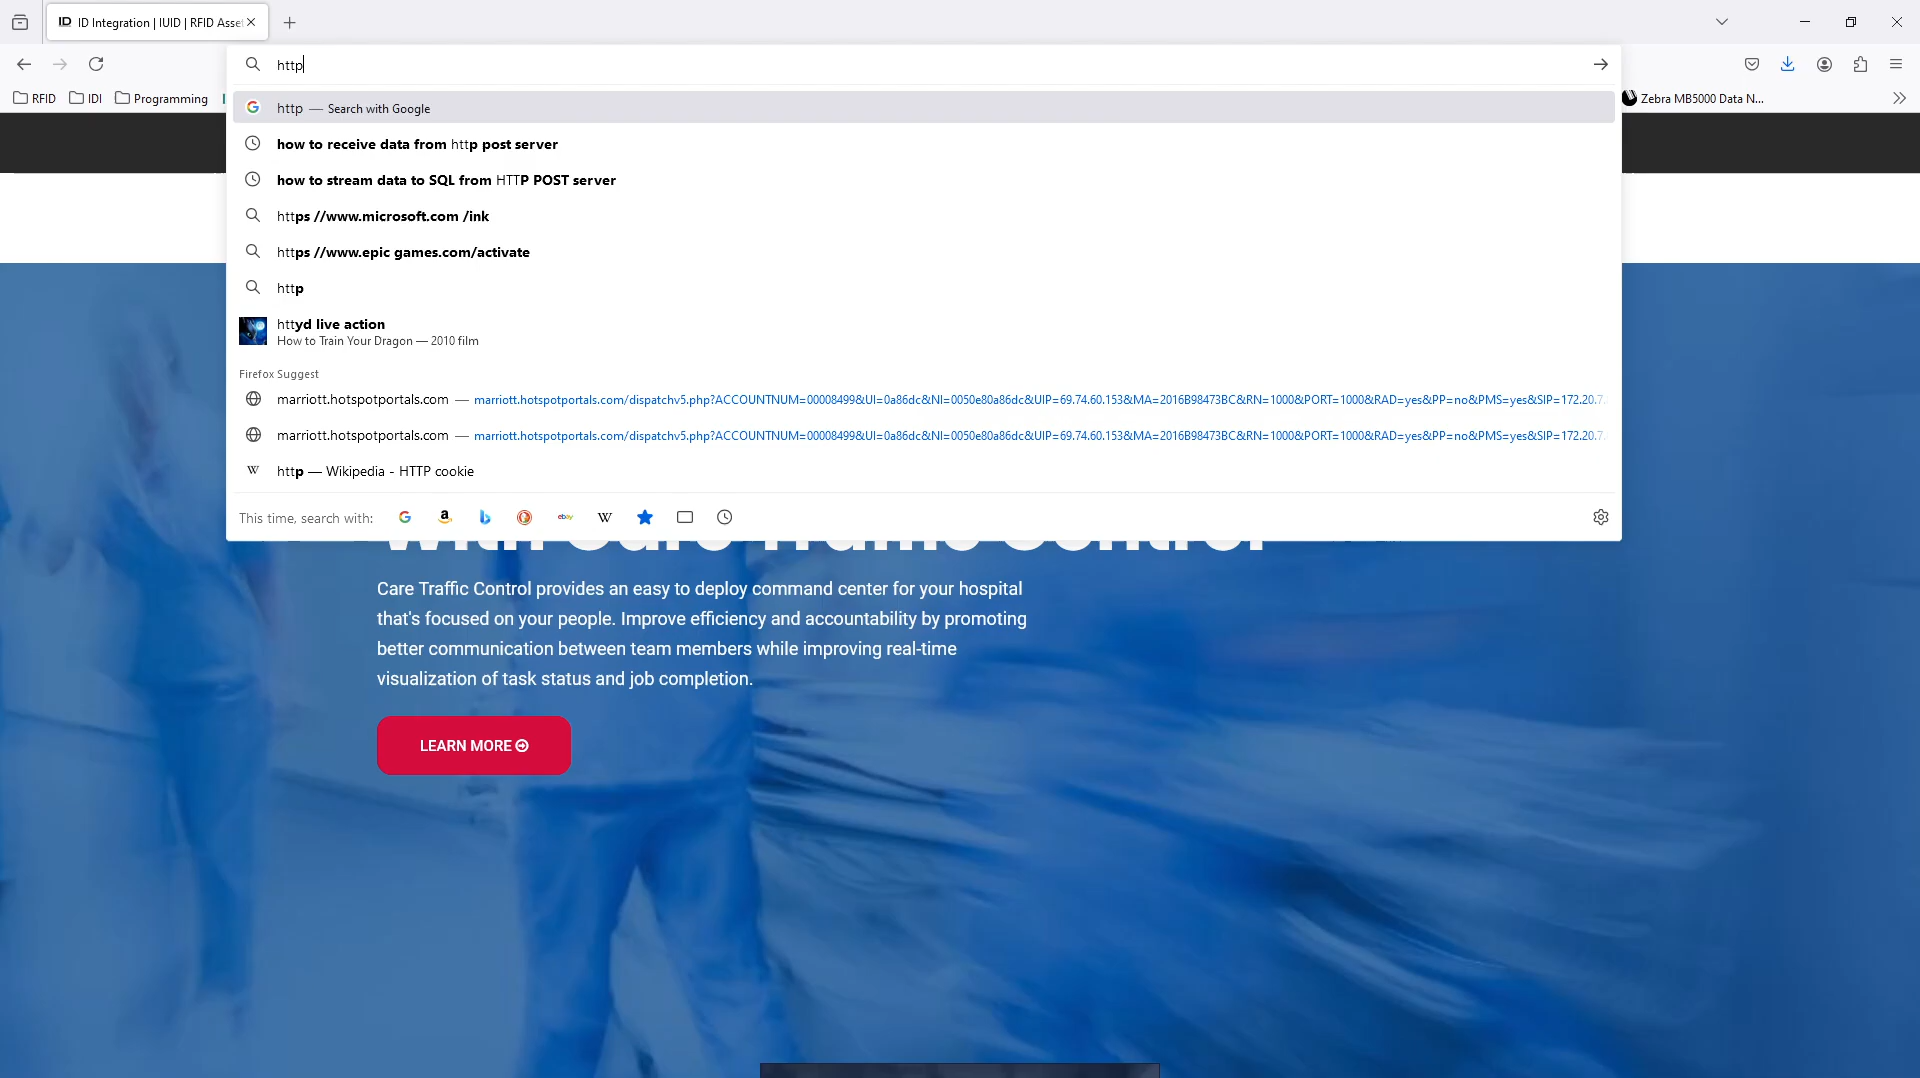 ID Integration | IUID | RFID Asse
http
RFID
IDI
Programming
Zebra MB5000 Data N...
http — Search with Google
how to receive data from http post server
how to stream data to SQL from HTTP POST server
https //www.microsoft.com /ink
https //www.epic games.com/activate
http
httyd live action
How to Train Your Dragon — 2010 film
Firefox Suggest
marriott.hotspotportals.com — marriott.hotspotportals.com/dispatchv5.php?ACCOUNTNUM=00008499&UI=0a86dc&NI=0050e80a86dc&UIP=69.74.60.153&MA=2016B98473BC&RN=1000&PORT=1000&RAD=yes&PP=no&PMS=yes&SIP=172.20.7.
marriott.hotspotportals.com — marriott.hotspotportals.com/dispatchv5.php?ACCOUNTNUM=00008499&UI=0a86dc&NI=0050e80a86dc&UIP=69.74.60.153&MA=2016B98473BC&RN=1000&PORT=1000&RAD=yes&PP=no&PMS=yes&SIP=172.20.7.
W http — Wikipedia - HTTP cookie
This time, search with:
With Care Traffic Control
Care Traffic Control provides an easy to deploy command center for your hospital
that's focused on your people. Improve efficiency and accountability by promoting
better communication between team members while improving real-time
visualization of task status and job completion.
LEARN MORE